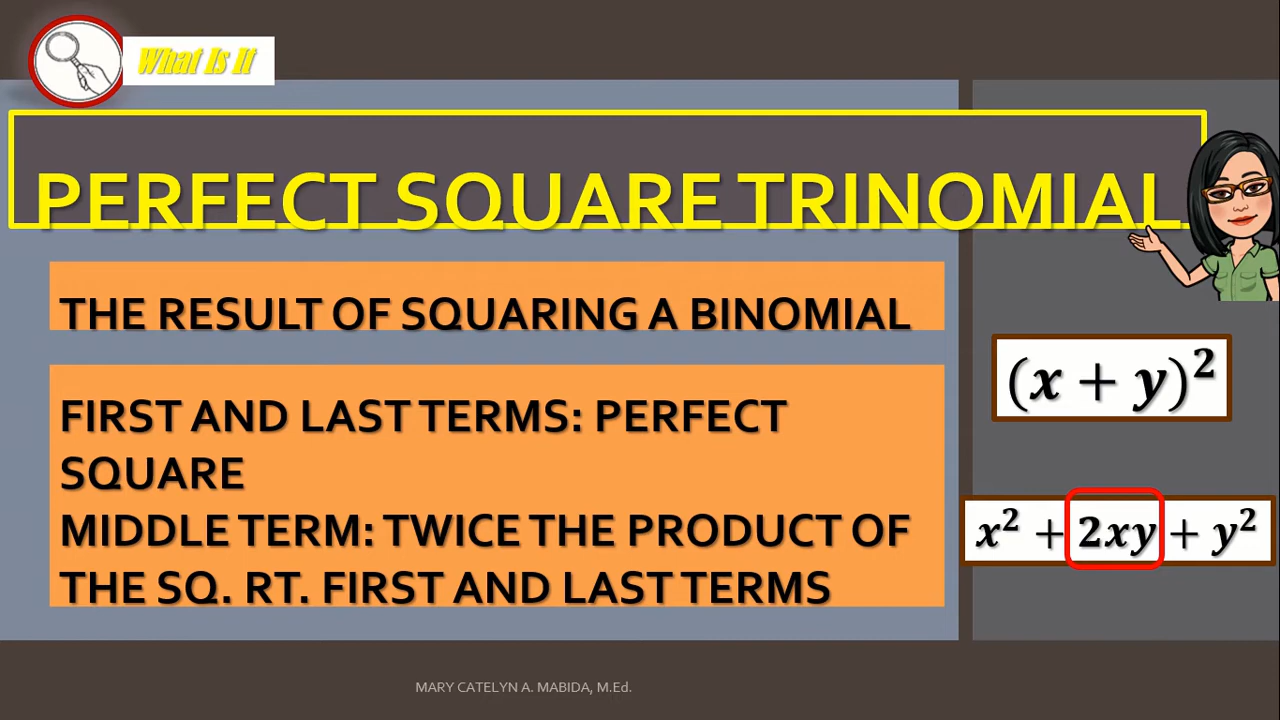 What Is It
PERFECT SQUARE TRINOMIAL
THE RESULT OF SQUARING A BINOMIAL
FIRST AND LAST TERMS: PERFECT
SQUARE
MIDDLE TERM: TWICE THE PRODUCT OF
THE SQ. RT. FIRST AND LAST TERMS
(x + y)²
x² + 2xy + y²
MARY CATELYN A. MABIDA, M.Ed.